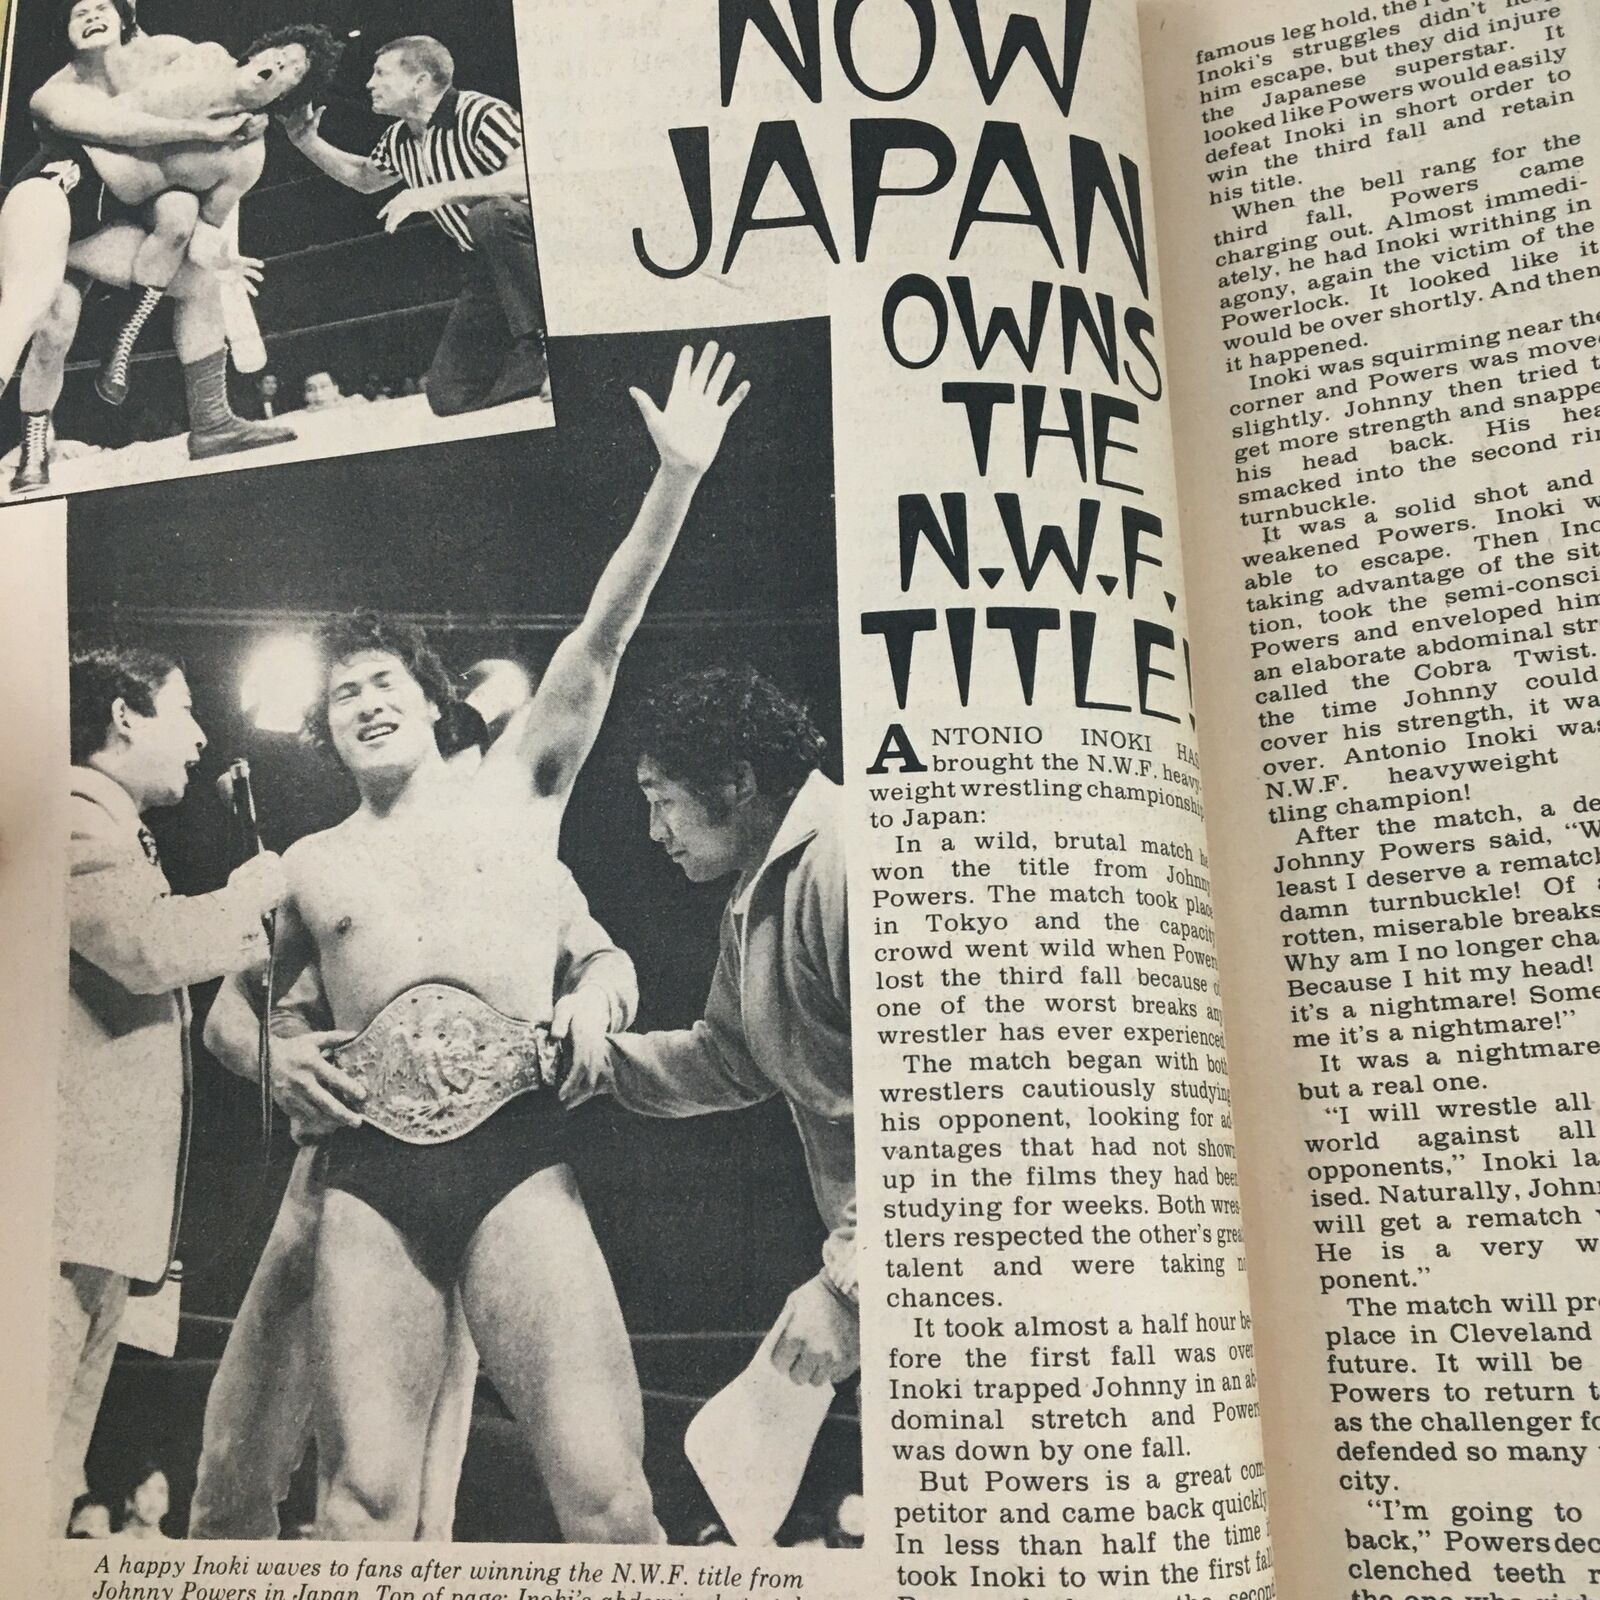 NOW
JAPAN
OWNS
THE
N.W.F.
TITLE!
ANTONIO INOKI HAS
brought the N.W.F. heavy-
weight wrestling championship
to Japan:
In a wild, brutal match he
won the title from Johnny
Powers. The match took place
in Tokyo and the capacity
crowd went wild when Powers
lost the third fall because of
one of the worst breaks any
wrestler has ever experienced
The match began with both
wrestlers cautiously studying
his opponent, looking for ad-
vantages that had not shown
up in the films they had been
studying for weeks. Both wres-
tlers respected the other's great
talent and were taking no
chances.
It took almost a half hour be-
fore the first fall was over
Inoki trapped Johnny in an ab-
dominal stretch and Powers
was down by one fall.
But Powers is a great com-
petitor and came back quickly
In less than half the time
took Inoki to win the first fall
the second
A happy Inoki waves to fans after winning the N.W.F. title from
Johnny Powers in Japan. Top of page: Inoki's
famous leg hold, the
Inoki's struggles didn't
him escape, but they did injure
the Japanese superstar. It
looked like Powers would easily
defeat Inoki in short order to
win the third fall and retain
his title.
When the bell rang for the
third fall, Powers came
charging out. Almost immedi-
ately, he had Inoki writhing in
agony, again the victim of the
Powerlock. It looked like it
would be over shortly. And then
it happened.
Inoki was squirming near the
corner and Powers was moved
slightly. Johnny then tried
get more strength and snapped
his head back. His head
smacked into the second
turnbuckle.
It was a solid shot and
weakened Powers. Inoki
able to escape. Then
taking advantage of the
tion, took the semi-consci
Powers and enveloped him
an elaborate abdominal
called the Cobra Twist.
the time Johnny could
cover his strength, it was
over. Antonio Inoki was
N.W.F. heavyweight
tling champion!
After the match, a
Johnny Powers said,
least I deserve a rematch
damn turnbuckle! Of
rotten, miserable breaks
Why am I no longer
Because I hit my head!
it's a nightmare! Some
me it's a nightmare!"
It was a nightmare
but a real one.
"I will wrestle all
world against all
opponents," Inoki
ised. Naturally,
will get a rematch
He is a very
ponent."
The match will
place in Cleveland
future. It will be
Powers to return
as the challenger
defended so many
city.
"I'm going to
back," Powers
clenched teeth
the one who